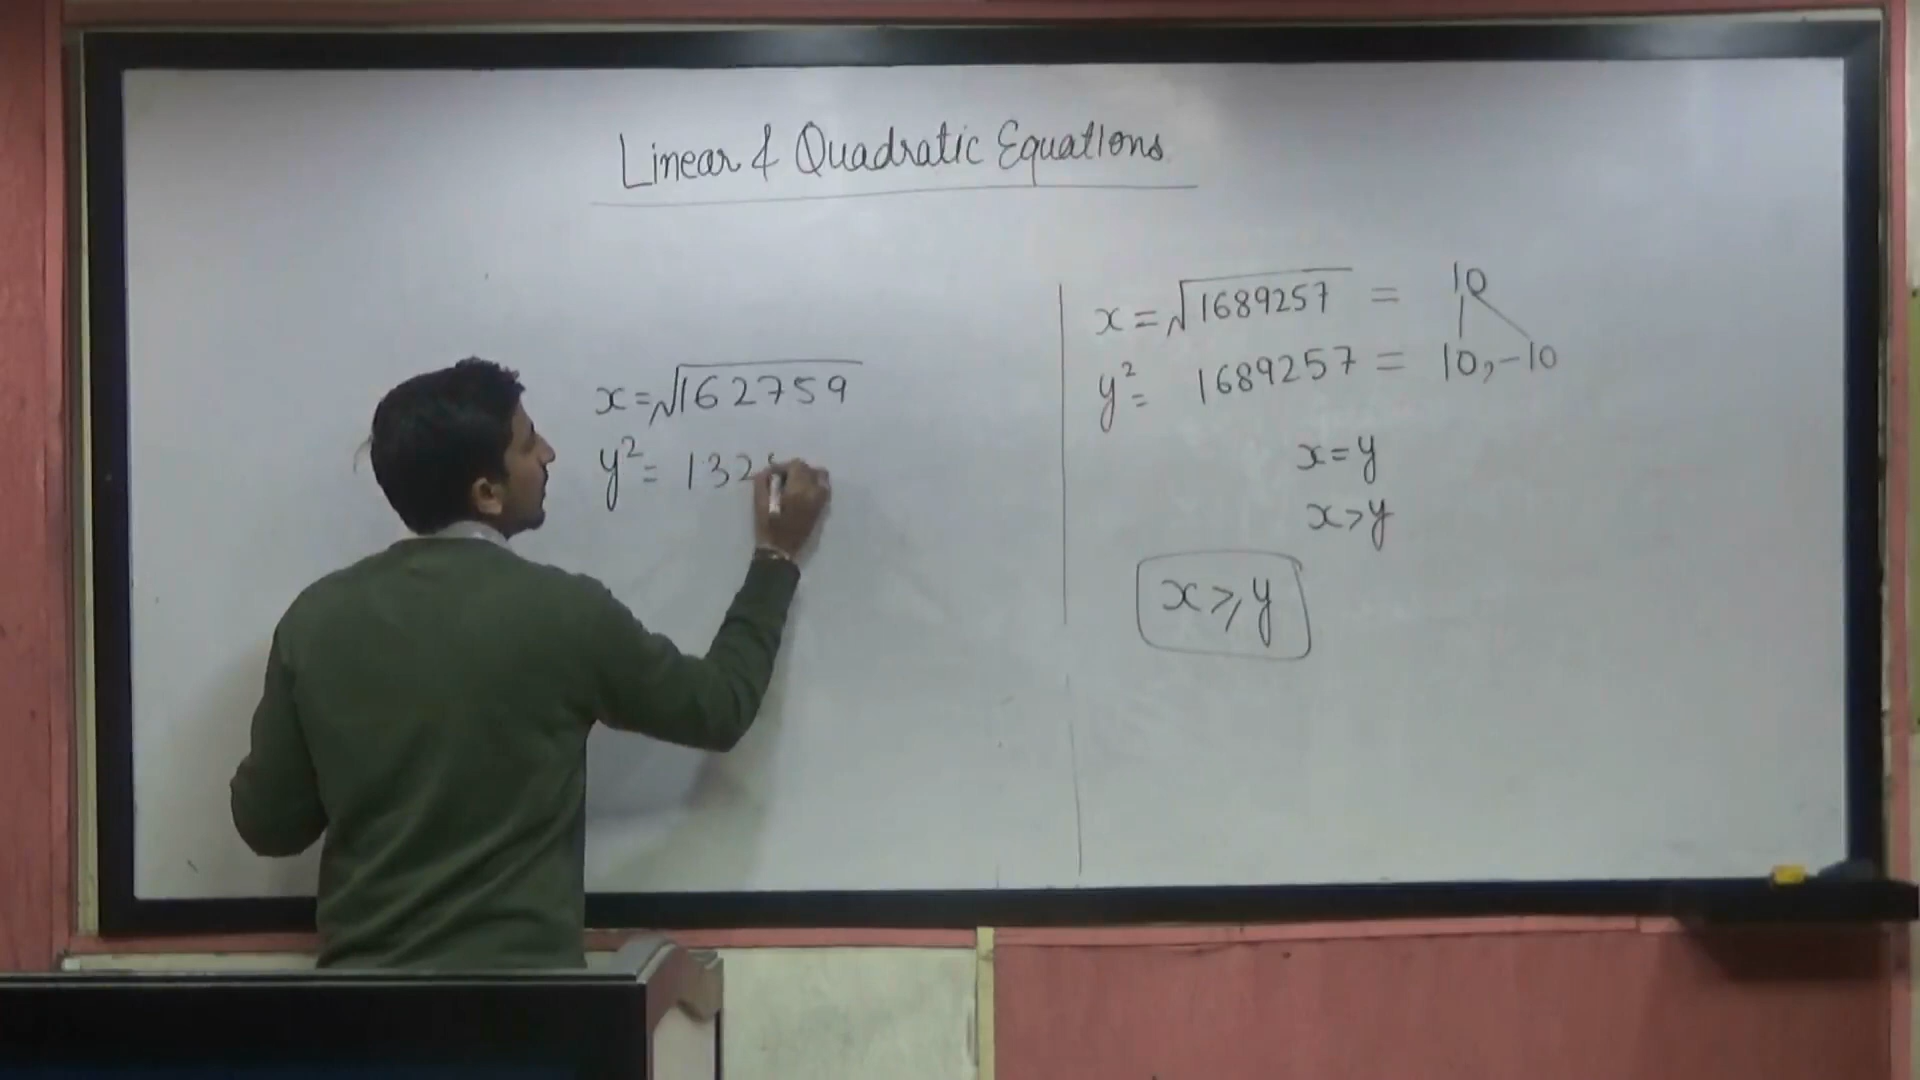 Linear & Quadratic Equations
x=√162759
y²= 132
x=√1689257 = 10
y²= 1689257 = 10,-10
x=y
x>y
x⩾y